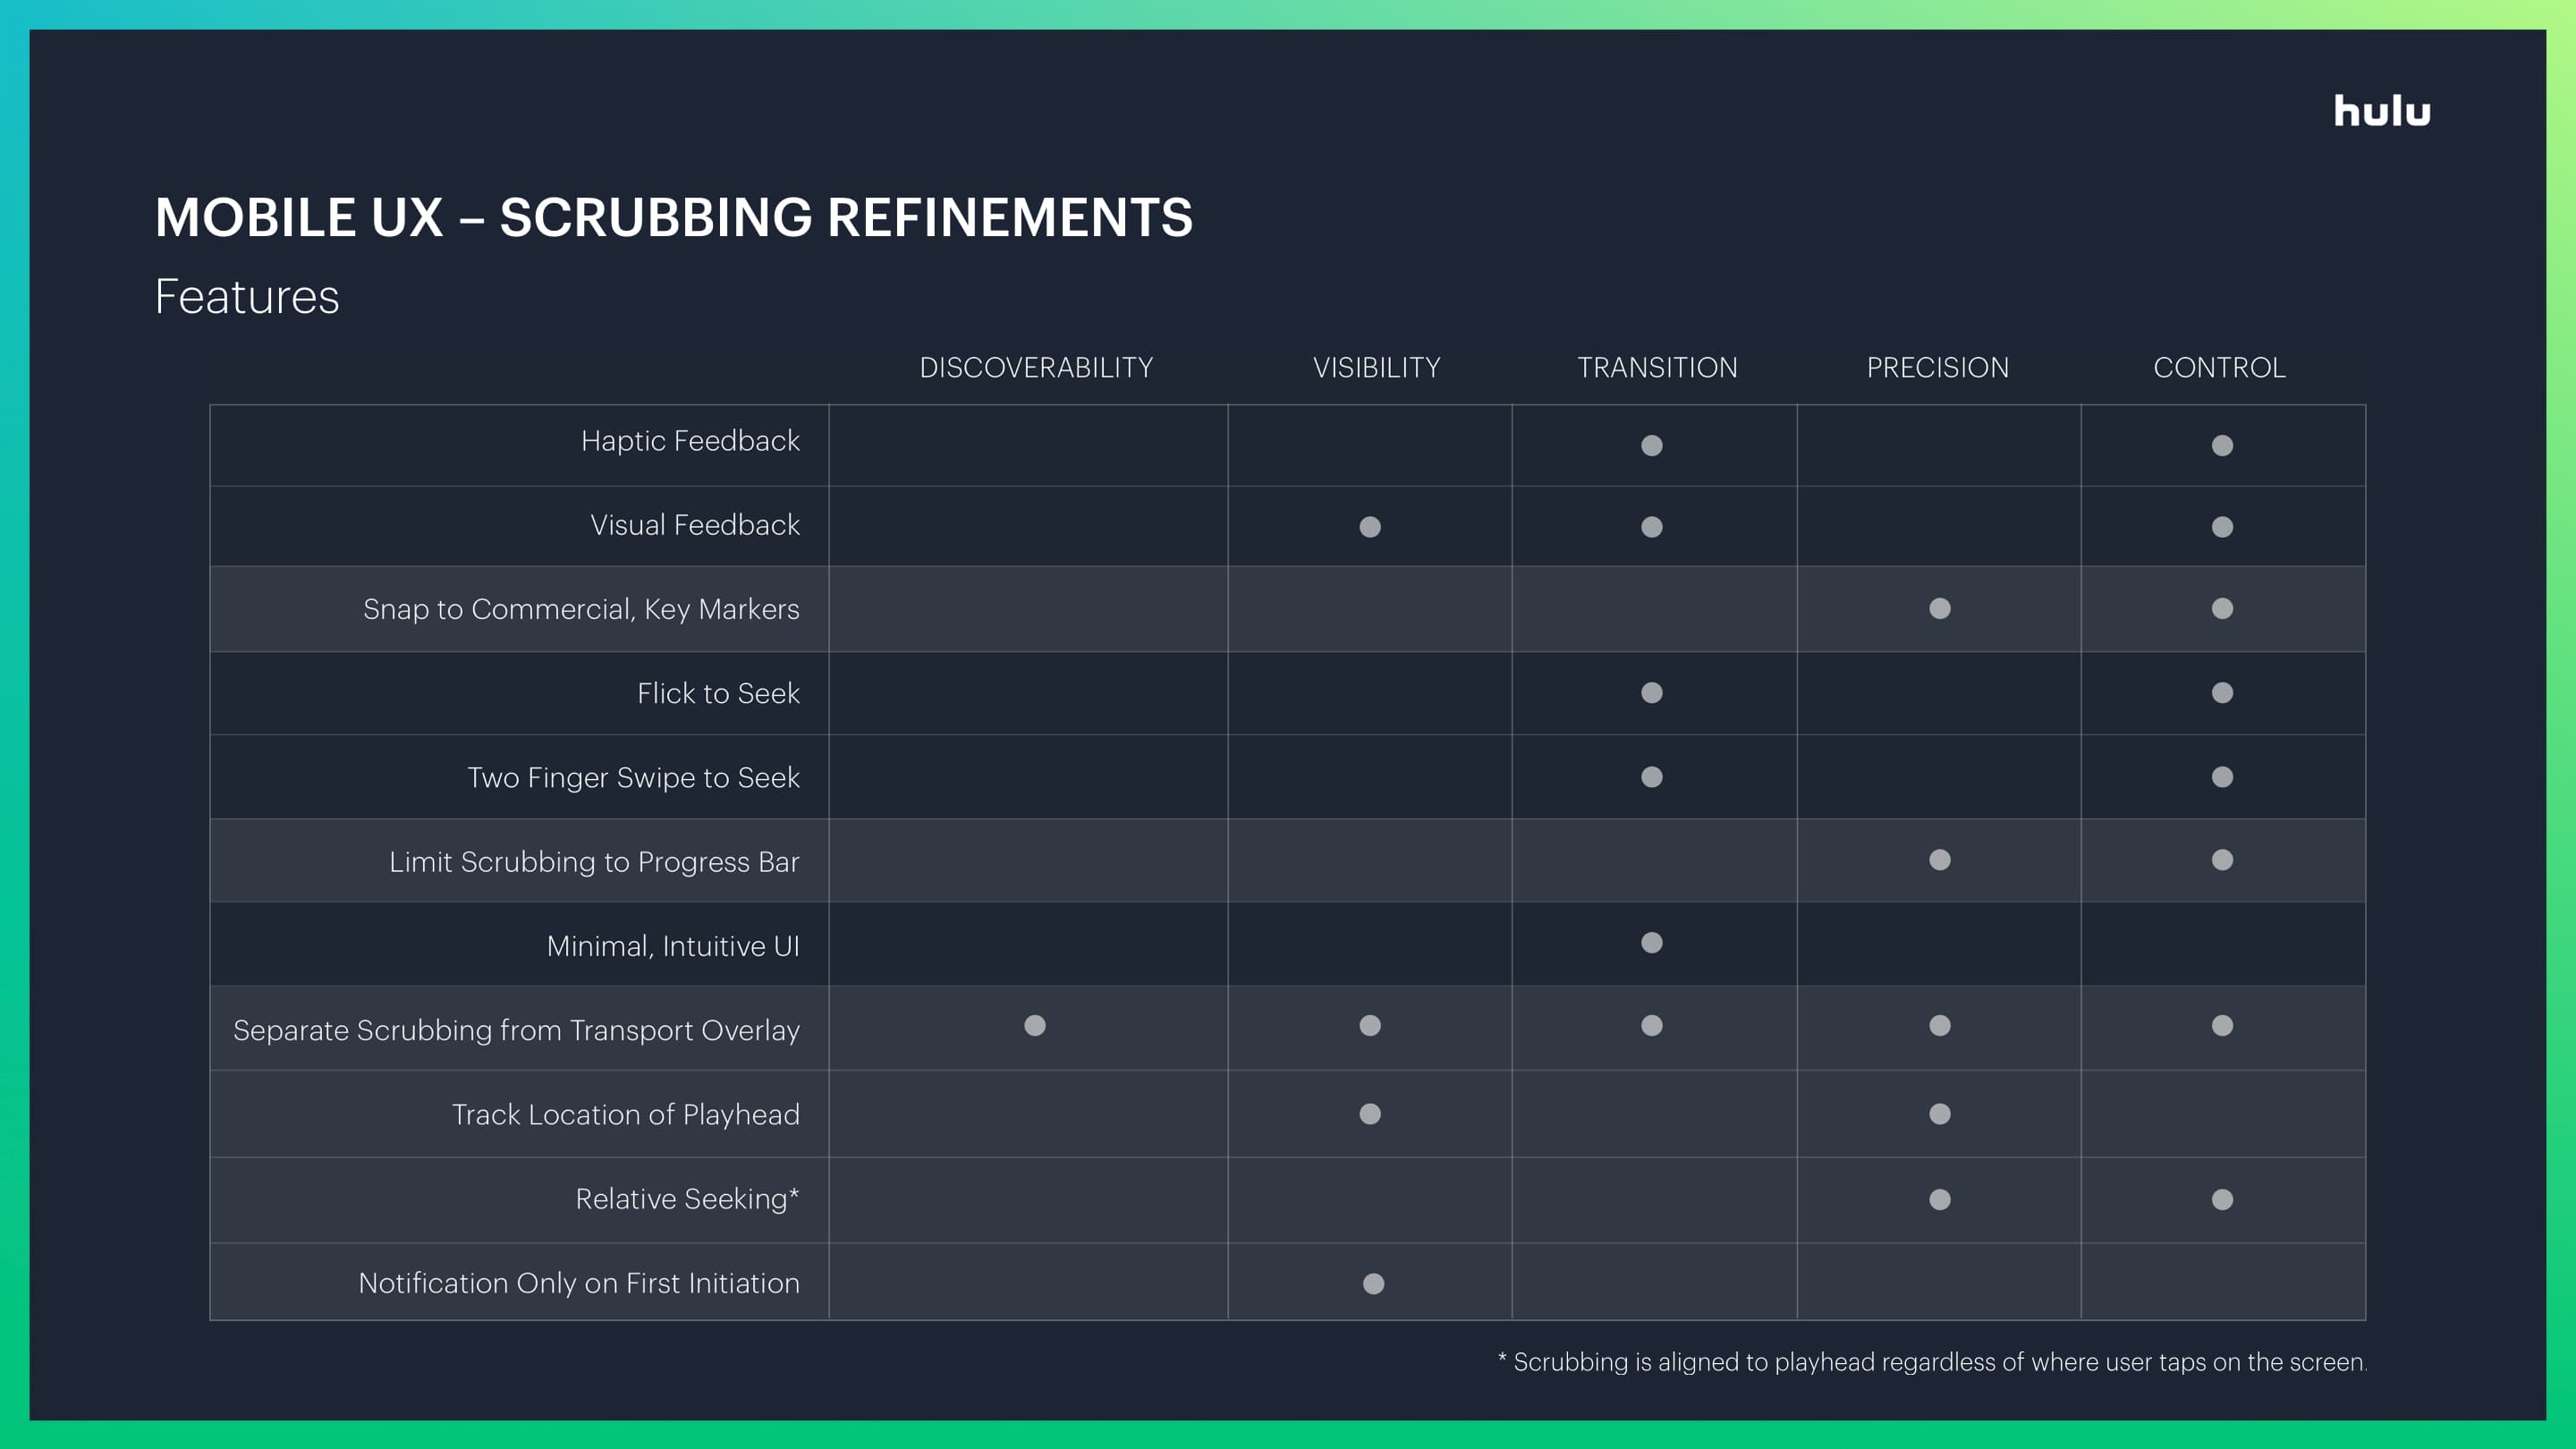 hulu
MOBILE UX – SCRUBBING REFINEMENTS
Features
DISCOVERABILITY VISIBILITY TRANSITION PRECISION CONTROL
Haptic Feedback
Visual Feedback
Snap to Commercial, Key Markers
Flick to Seek
Two Finger Swipe to Seek
Limit Scrubbing to Progress Bar
Minimal, Intuitive UI
Separate Scrubbing from Transport Overlay
Track Location of Playhead
Relative Seeking*
Notification Only on First Initiation
* Scrubbing is aligned to playhead regardless of where user taps on the screen.